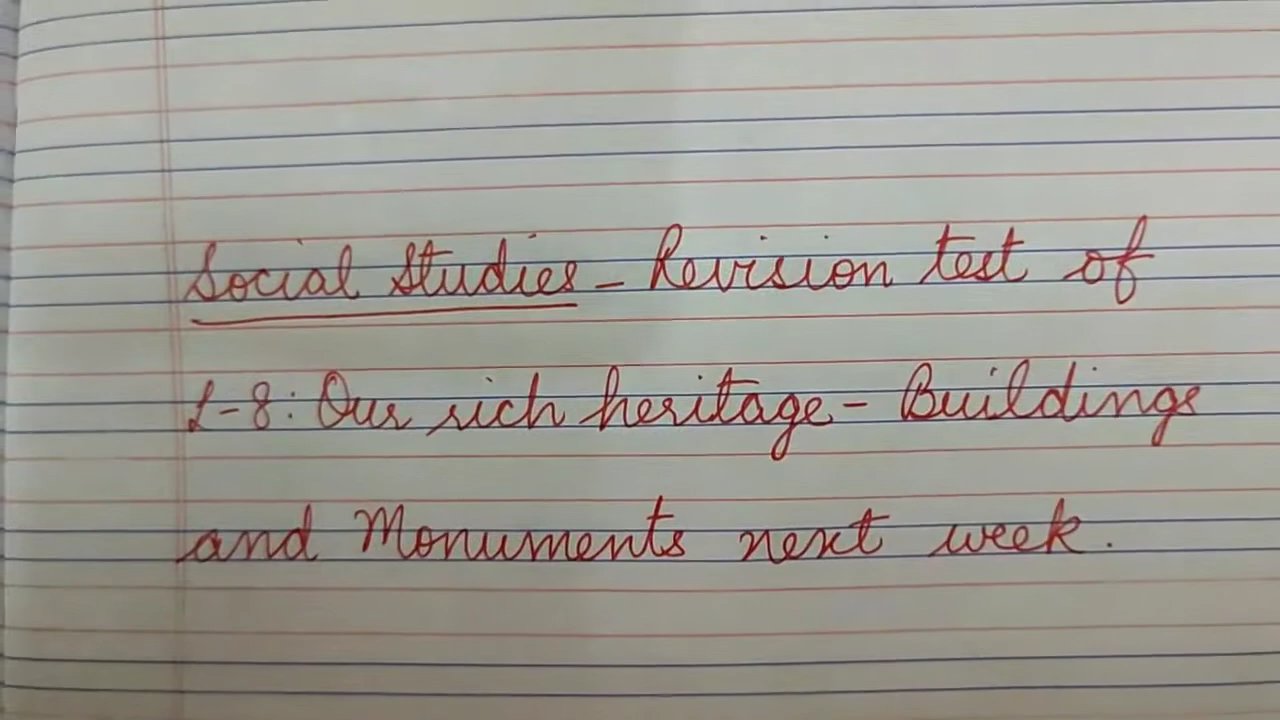 Social Studies - Revision test of
L-8: Our rich heritage - Buildings
and Monuments next week.